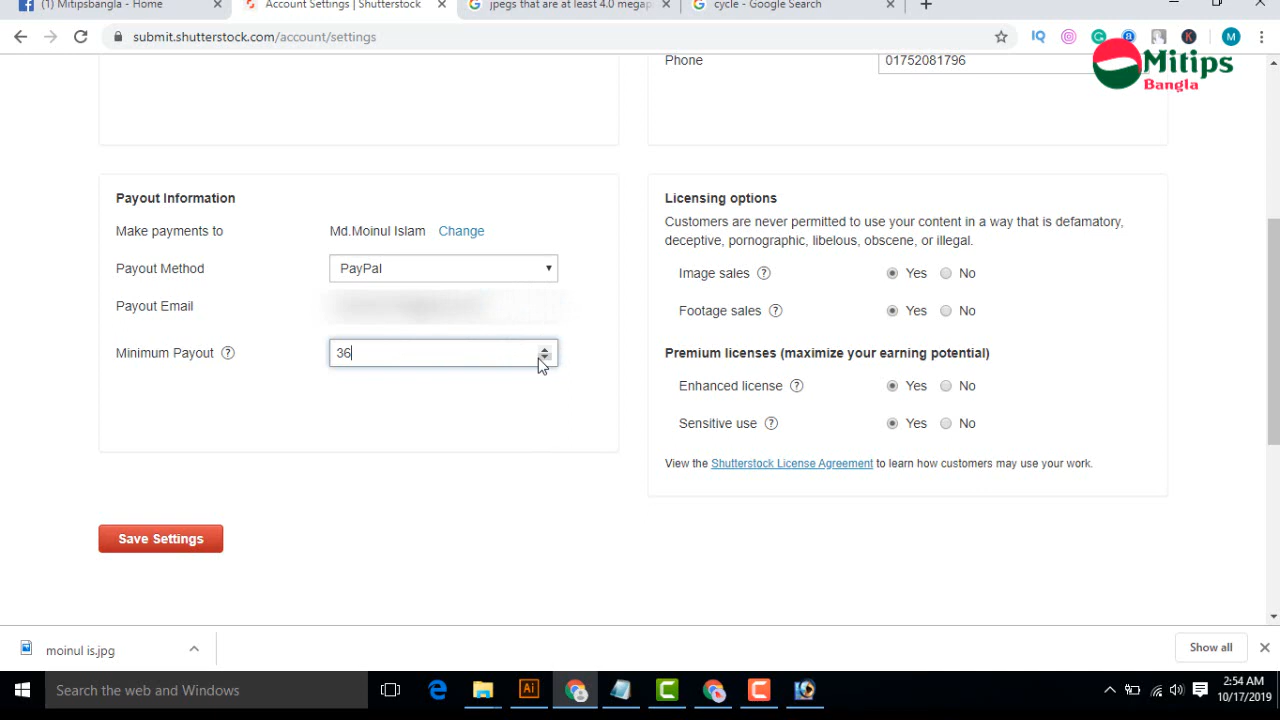 (1) Mitipsbangla - Home
Account Settings | Shutterstock
jpegs that are at least 4.0 megap
cycle - Google Search
submit.shutterstock.com/account/settings
Mitips
Bangla
Phone
01752081796
Payout Information
Make payments to
Md.Moinul Islam Change
Payout Method
PayPal
Payout Email
Minimum Payout
36
Save Settings
Licensing options
Customers are never permitted to use your content in a way that is defamatory,
deceptive, pornographic, libelous, obscene, or illegal.
Image sales
Yes No
Footage sales
Yes No
Premium licenses (maximize your earning potential)
Enhanced license
Yes No
Sensitive use
Yes No
View the Shutterstock License Agreement to learn how customers may use your work.
moinul is.jpg
Show all
Search the web and Windows
Ai
2:54 AM
10/17/2019